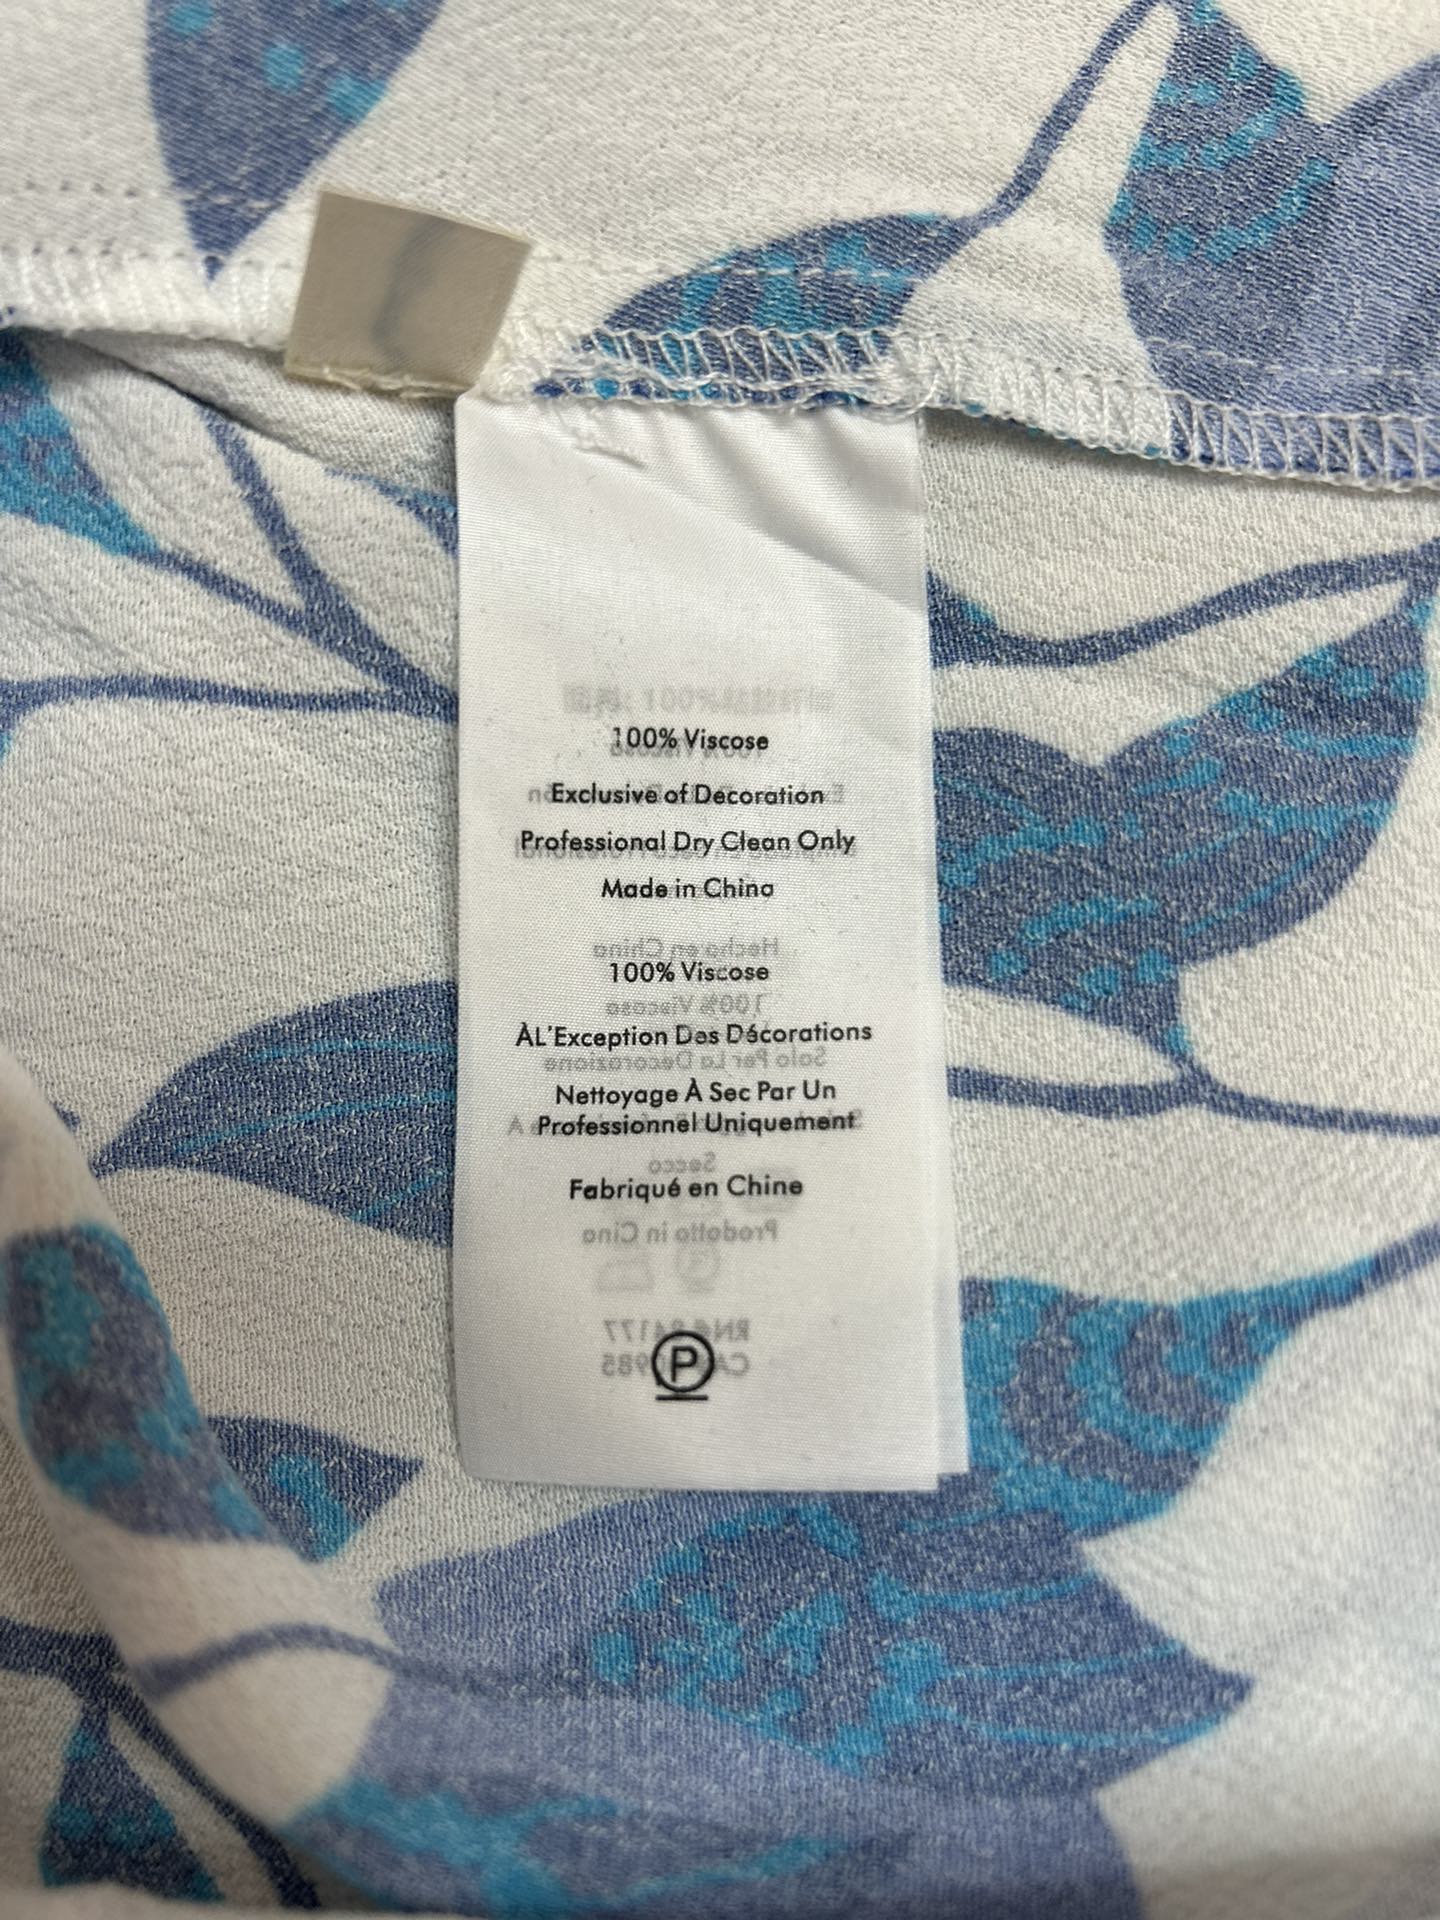 100% Viscose
Exclusive of Decoration
Professional Dry Clean Only
Made in China
100% Viscose
ÀL'Exception Des Décorations
Nettoyage À Sec Par Un
Professionnel Uniquement
Fabriqué en Chine
P